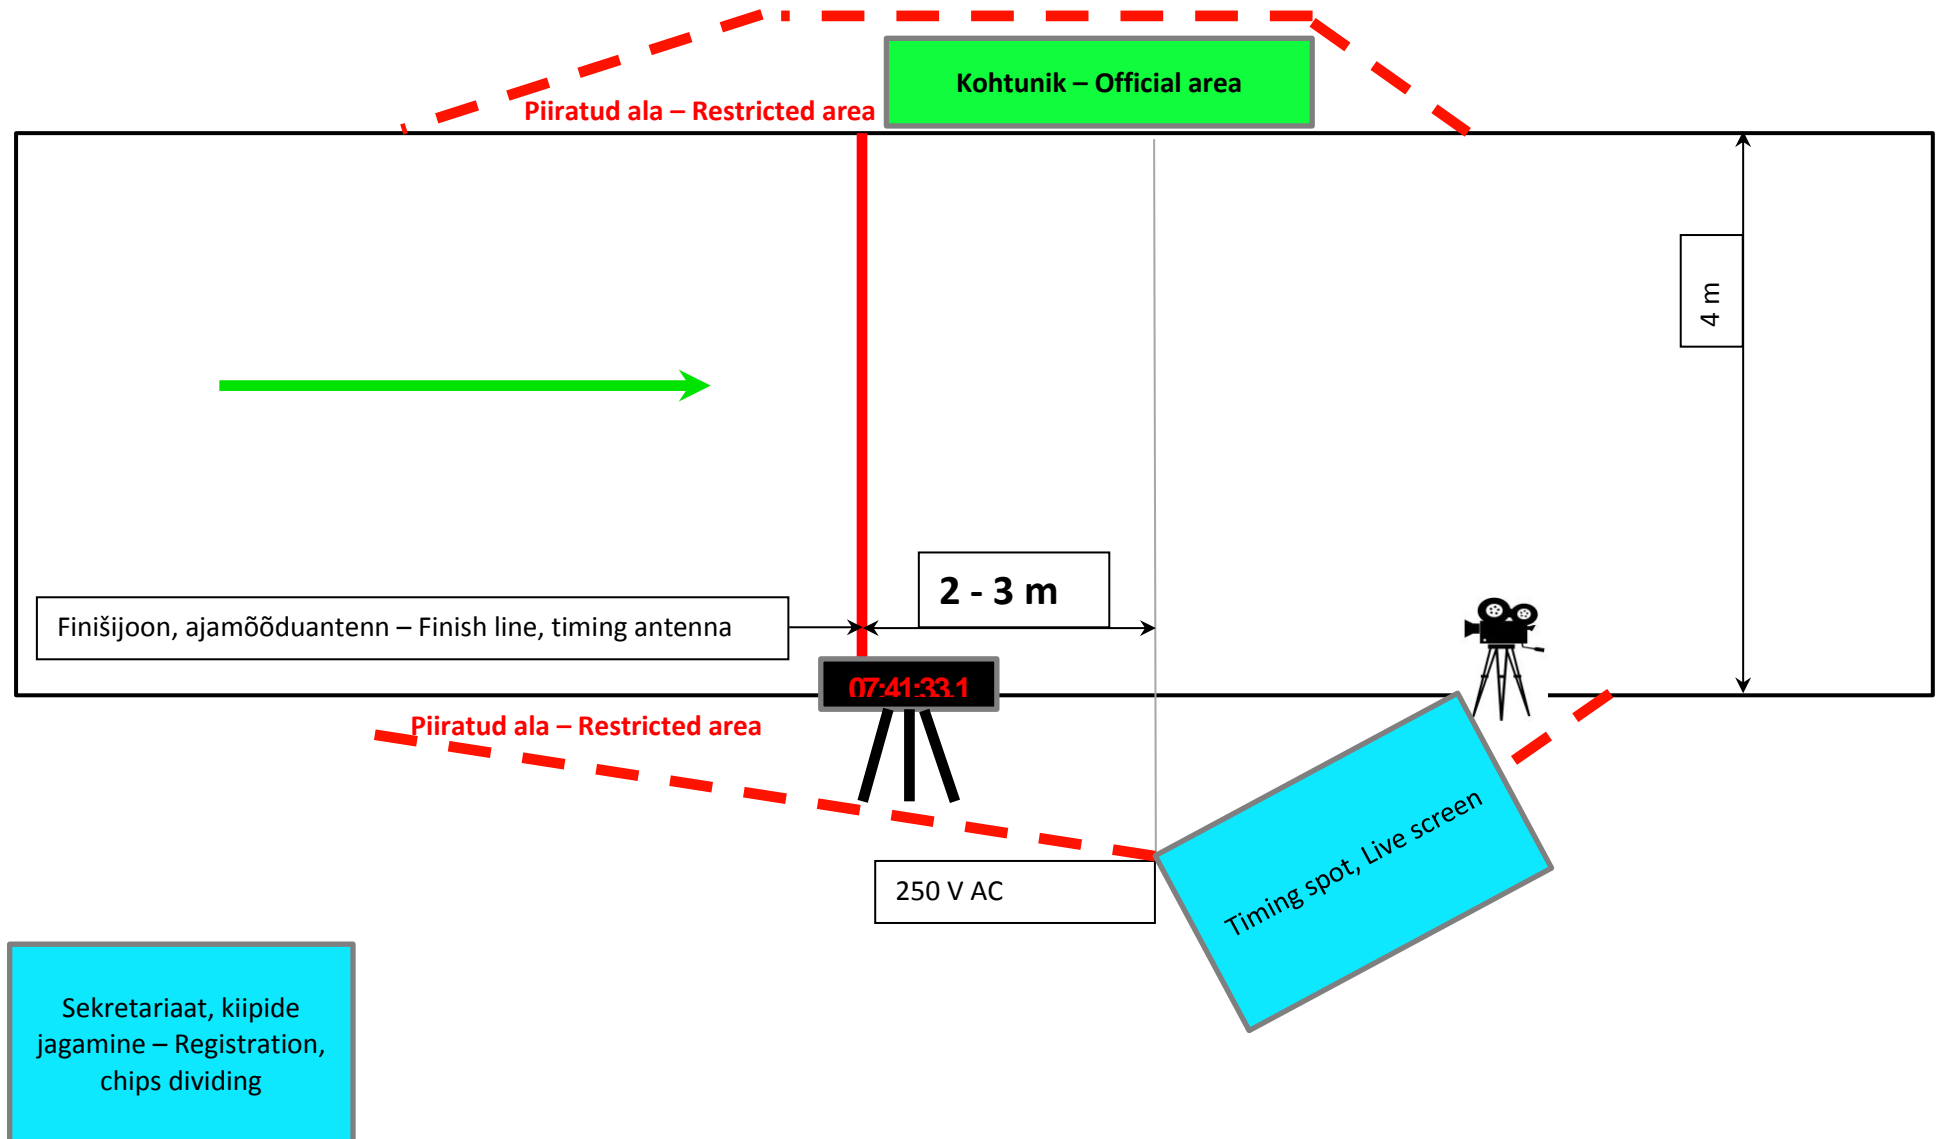 Kohtunik – Official area
Piiratud ala – Restricted area
4 m
2 - 3 m
Finišijoon, ajamõõduantenn – Finish line, timing antenna
07:41:33.1
Piiratud ala – Restricted area
Timing spot, Live screen
250 V AC
Sekretariaat, kiipide
jagamine – Registration,
chips dividing